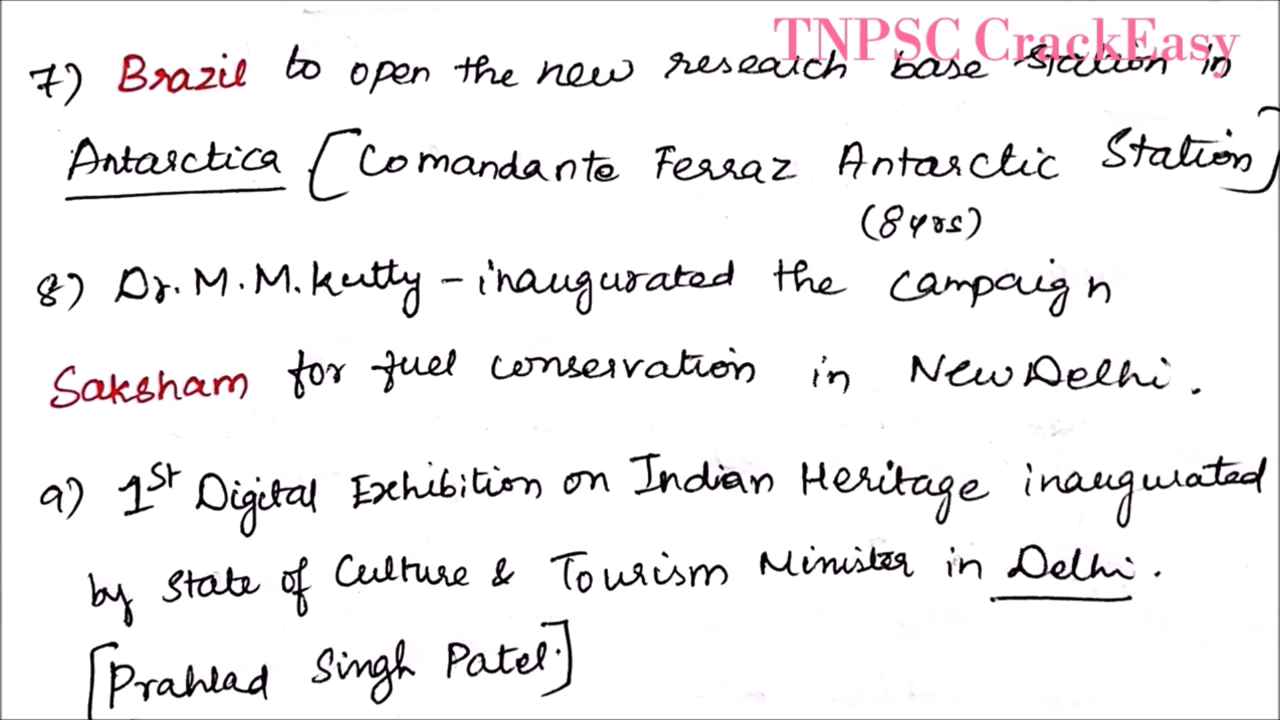 TNPSC CrackEasy
7) Brazil to open the new research base station in
Antarctica [Comandante Ferraz Antarctic Station]
(8 yrs)
8) Dr. M. M. Kutty - inaugurated the campaign
Saksham for fuel conservation in New Delhi.
9) 1st Digital Exhibition on Indian Heritage inaugurated
by State of Culture & Tourism Minister in Delhi.
[Prahlad Singh Patel.]